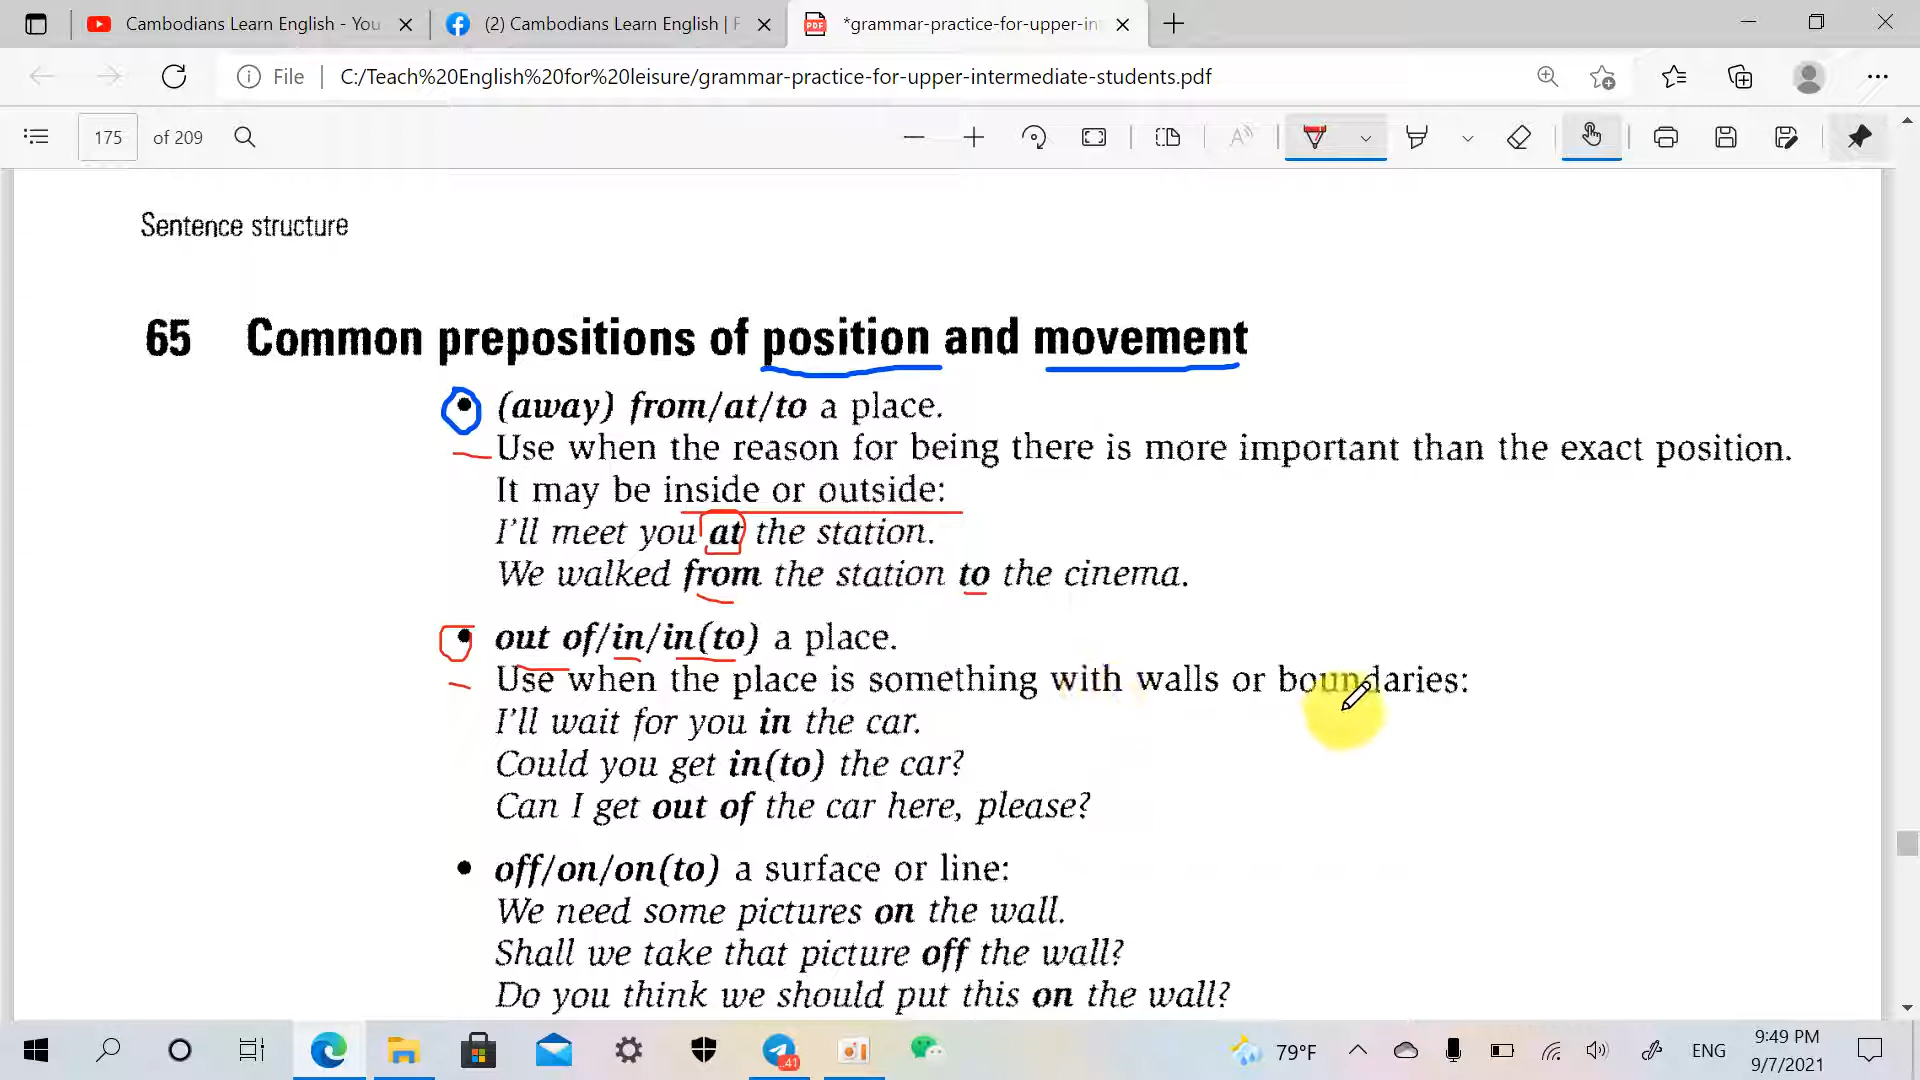 Cambodians Learn English - You
(2) Cambodians Learn English | F
*grammar-practice-for-upper-int
File
C:/Teach%20English%20for%20leisure/grammar-practice-for-upper-intermediate-students.pdf
175 of 209
Sentence structure
65 Common prepositions of position and movement
• (away) from/at/to a place.
Use when the reason for being there is more important than the exact position.
It may be inside or outside:
I'll meet you at the station.
We walked from the station to the cinema.
• out of/in/in(to) a place.
Use when the place is something with walls or boundaries:
I'll wait for you in the car.
Could you get in(to) the car?
Can I get out of the car here, please?
• off/on/on(to) a surface or line:
We need some pictures on the wall.
Shall we take that picture off the wall?
Do you think we should put this on the wall?
79°F
ENG
9:49 PM
9/7/2021